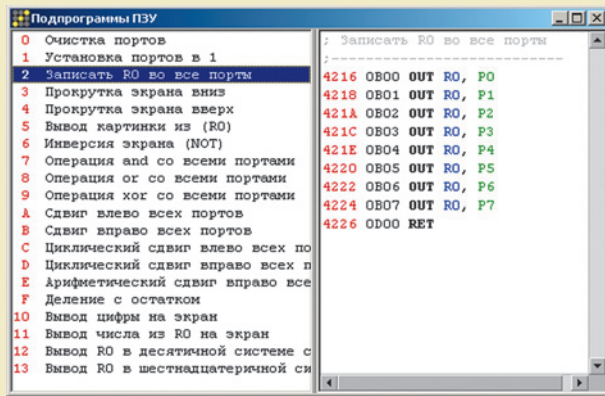 Подпрограммы ПЗУ
0 Очистка портов
1 Установка портов в 1
2 Записать R0 во все порты
3 Прокрутка экрана вниз
4 Прокрутка экрана вверх
5 Вывод картинки из (R0)
6 Инверсия экрана (NOT)
7 Операция and со всеми портами
8 Операция or со всеми портами
9 Операция xor со всеми портами
A Сдвиг влево всех портов
B Сдвиг вправо всех портов
C Циклический сдвиг влево всех по
D Циклический сдвиг вправо всех п
E Арифметический сдвиг вправо все
F Деление с остатком
10 Вывод цифры на экран
11 Вывод числа из R0 на экран
12 Вывод R0 в десятичной системе с
13 Вывод R0 в шестнадцатеричной си
; Записать R0 во все порты
;---------------------------
4216 0B00 OUT R0, P0
4218 0B01 OUT R0, P1
421A 0B02 OUT R0, P2
421C 0B03 OUT R0, P3
421E 0B04 OUT R0, P4
4220 0B05 OUT R0, P5
4222 0B06 OUT R0, P6
4224 0B07 OUT R0, P7
4226 0D00 RET